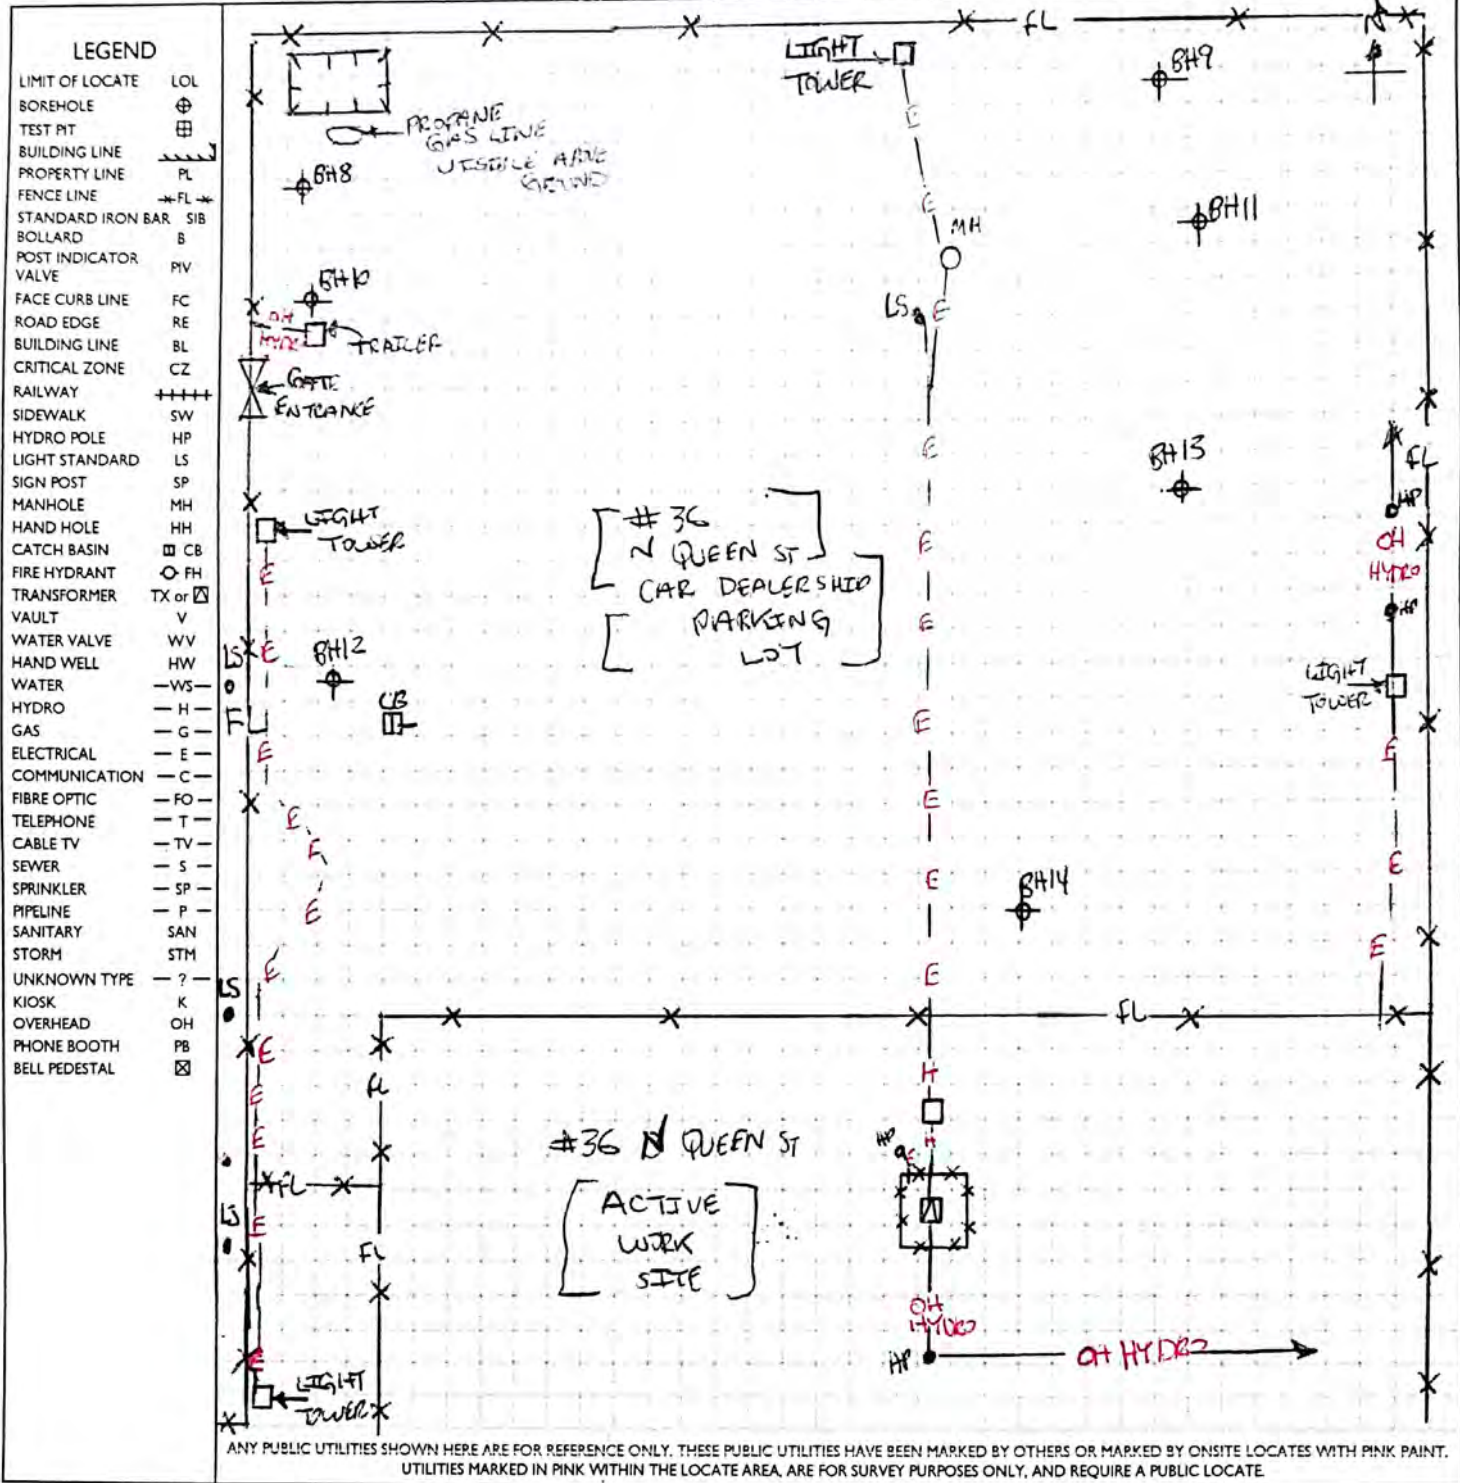 LEGEND
LIMIT OF LOCATE LOL
BOREHOLE
TEST PIT
BUILDING LINE
PROPERTY LINE PL
FENCE LINE FL
STANDARD IRON BAR SIB
BOLLARD B
POST INDICATOR
VALVE PIV
FACE CURB LINE FC
ROAD EDGE RE
BUILDING LINE BL
CRITICAL ZONE CZ
RAILWAY
SIDEWALK SW
HYDRO POLE HP
LIGHT STANDARD LS
SIGN POST SP
MANHOLE MH
HAND HOLE HH
CATCH BASIN CB
FIRE HYDRANT FH
TRANSFORMER TX or
VAULT V
WATER VALVE WV
HAND WELL HW
WATER —WS—
HYDRO — H —
GAS — G —
ELECTRICAL — E —
COMMUNICATION — C —
FIBRE OPTIC — FO —
TELEPHONE — T —
CABLE TV — TV —
SEWER — S —
SPRINKLER — SP —
PIPELINE — P —
SANITARY SAN
STORM STM
UNKNOWN TYPE — ? —
KIOSK K
OVERHEAD OH
PHONE BOOTH PB
BELL PEDESTAL
FL
LIGHT
TOWER
BH9
PROPANE
GAS LINE
VISIBLE ABOVE
GROUND
BH8
E
E
BH11
MH
BH10
OH
HYDRO
TRAILER
LS
E
GATE
ENTRANCE
E
BH13
FL
HP
LIGHT
TOWER
# 36
N QUEEN ST
CAR DEALERSHIP
PARKING
LOT
E
OH
HYDRO
HP
E
E
LS
E
BH12
LIGHT
TOWER
CB
E
E
E
E
E
E
E
E
E
E
BH14
E
E
E
LS
FL
E
H
FL
E
#36 N QUEEN ST
HP
E
H
E
FL
ACTIVE
WORK
SITE
LS
E
FL
OH
HYDRO
HP
OH HYDRO
E
LIGHT
TOWER
ANY PUBLIC UTILITIES SHOWN HERE ARE FOR REFERENCE ONLY. THESE PUBLIC UTILITIES HAVE BEEN MARKED BY OTHERS OR MARKED BY ONSITE LOCATES WITH PINK PAINT.
UTILITIES MARKED IN PINK WITHIN THE LOCATE AREA, ARE FOR SURVEY PURPOSES ONLY, AND REQUIRE A PUBLIC LOCATE.